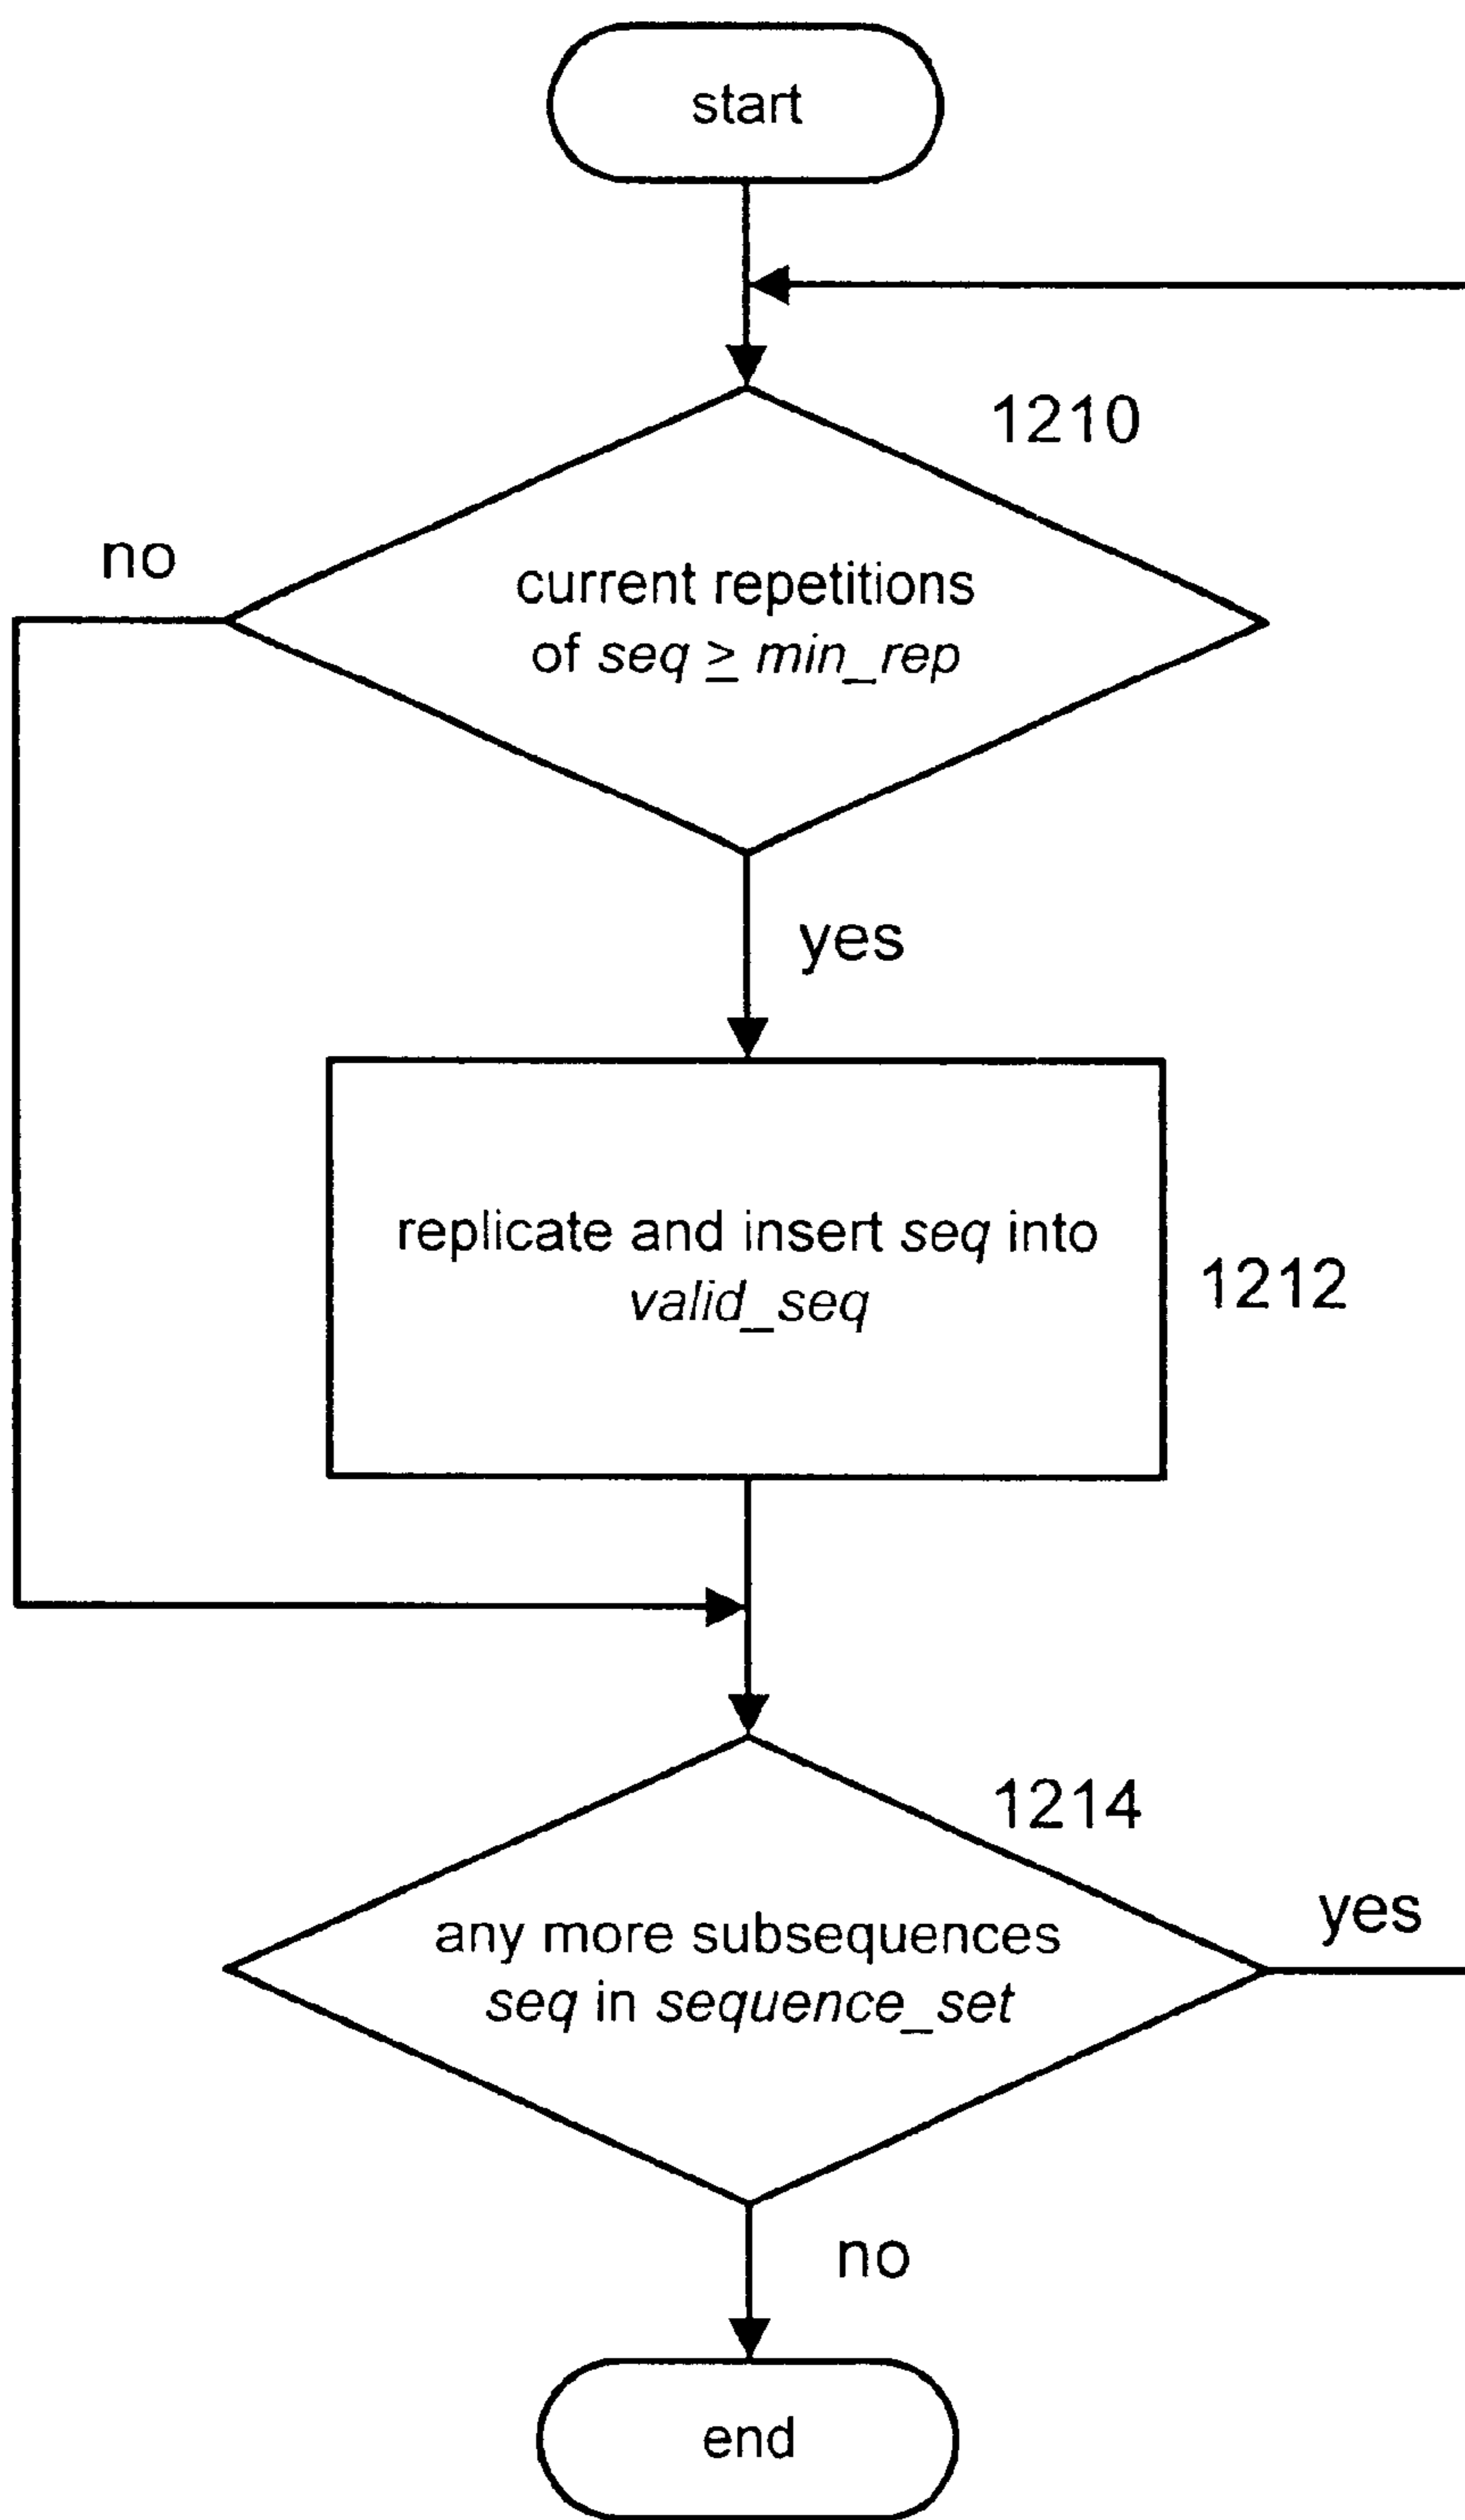 start
1210
no
current repetitions
of seq ≥ min_rep
yes
replicate and insert seq into
valid_seq
1212
1214
yes
any more subsequences
seq in sequence_set
no
end